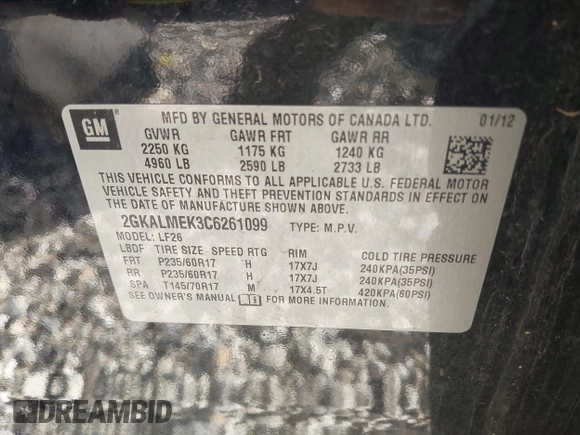 GM
MFD BY GENERAL MOTORS OF CANADA LTD. 01/12
GVWR GAWR FRT GAWR RR
2250 KG 1175 KG 1240 KG
4960 LB 2590 LB 2733 LB
THIS VEHICLE CONFORMS TO ALL APPLICABLE U.S. FEDERAL MOTOR
VEHICLE SAFETY AND THEFT PREVENTION STANDARDS IN EFFECT ON
THE DATE OF MANUFACTURE SHOWN ABOVE.
2GKALMEK3C6261099 TYPE: M.P.V.
MODEL: LF26
LBDF TIRE SIZE SPEED RTG RIM COLD TIRE PRESSURE
FRT P235/60R17 H 17X7J 240KPA(35PSI)
RR P235/60R17 H 17X7J 240KPA(35PSI)
SPA T145/70R17 M 17X4.5T 420KPA(60PSI)
SEE OWNER'S MANUAL FOR MORE INFORMATION.
DREAMBID